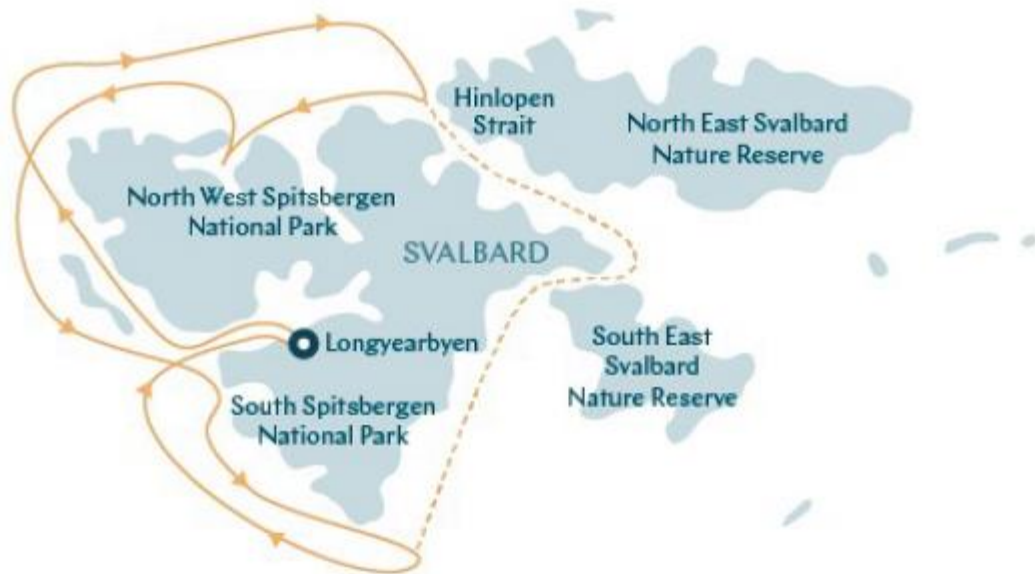 Hinlopen
Strait
North East Svalbard
Nature Reserve
North West Spitsbergen
National Park
SVALBARD
Longyearbyen
South East
Svalbard
Nature Reserve
South Spitsbergen
National Park